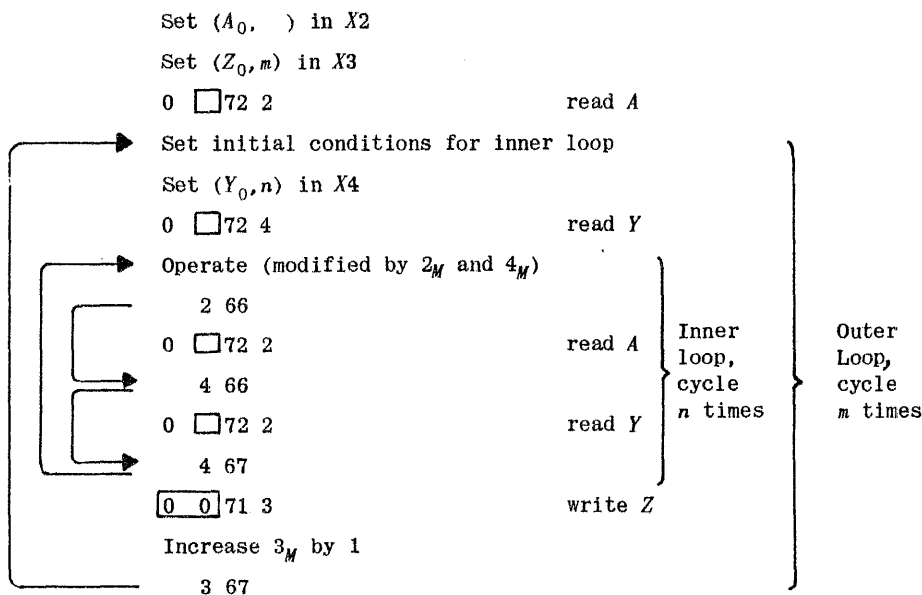 Set (A₀, ) in X2
Set (Z₀,m) in X3
0 □72 2 read A
Set initial conditions for inner loop
Set (Y₀,n) in X4
0 □72 4 read Y
Operate (modified by 2_M and 4_M)
2 66
0 □72 2 read A
4 66
0 □72 2 read Y
4 67
0 0 71 3 write Z
Increase 3_M by 1
3 67
Inner
loop,
cycle
n times
Outer
Loop,
cycle
m times